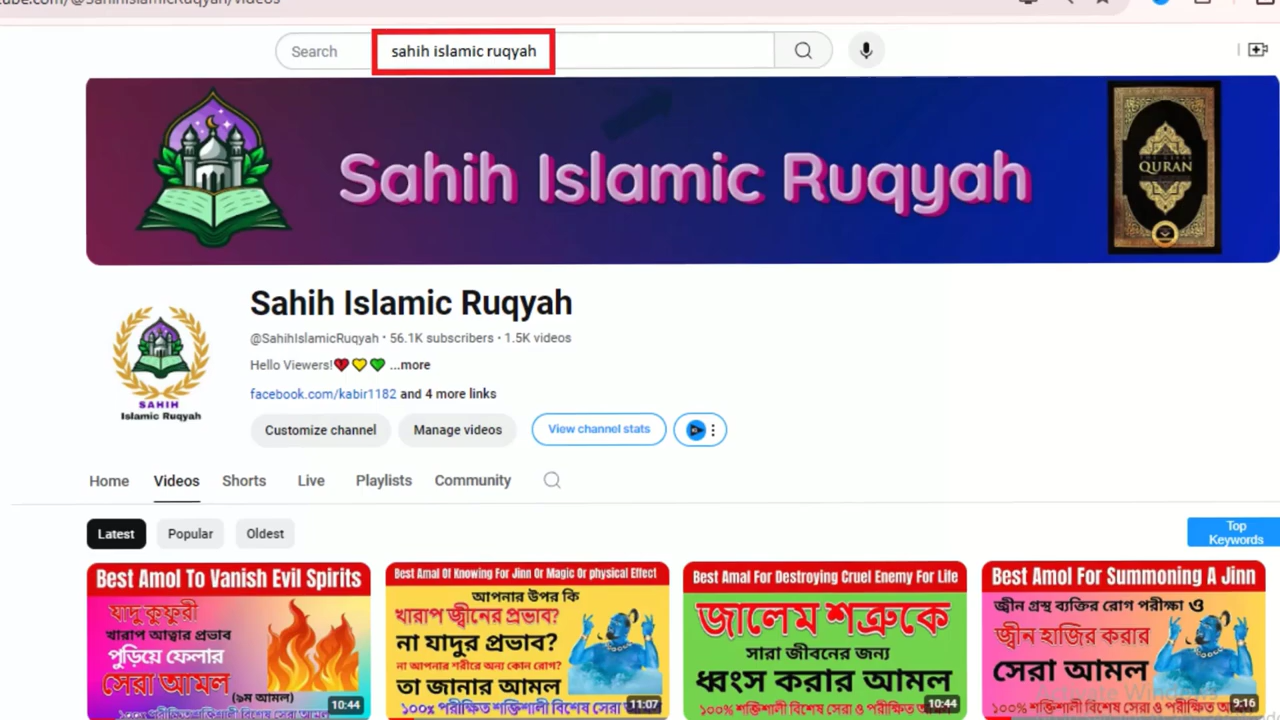 Search sahih islamic ruqyah
Sahih Islamic Ruqyah
QURAN
SAHIH
Islamic Ruqyah
Sahih Islamic Ruqyah
@SahihIslamicRuqyah • 56.1K subscribers • 1.5K videos
Hello Viewers! ...more
facebook.com/kabir1182 and 4 more links
Customize channel
Manage videos
View channel stats
Home
Videos
Shorts
Live
Playlists
Community
Latest
Popular
Oldest
Top
Keywords
Best Amol To Vanish Evil Spirits
যাদু কুফুরী
খারাপ আত্মার প্রভাব
পুড়িয়ে ফেলার
সেরা আমল
(৯ম আমল)
10:44
Best Amal Of Knowing For Jinn Or Magic Or physical Effect
আপনার উপর কি
খারাপ জ্বীনের প্রভাব?
না যাদুর প্রভাব?
না আপনার শরীরে অন্য কোন রোগ?
তা জানার আমল
১০০% পরীক্ষিত শক্তিশালী বিশেষ সেরা আমল
11:07
Best Amal For Destroying Cruel Enemy For Life
জালেম শত্রুকে
সারা জীবনের জন্য
ধ্বংস করার আমল
১০০% শক্তিশালী বিশেষ সেরা ও পরীক্ষিত
10:44
Best Amol For Summoning A Jinn
জ্বীন গ্রস্থ ব্যক্তির রোগ পরীক্ষা ও
জ্বীন হাজির করার
সেরা আমল
১০০% শক্তিশালী বিশেষ সেরা ও পরীক্ষিত
9:16
Activate Windows